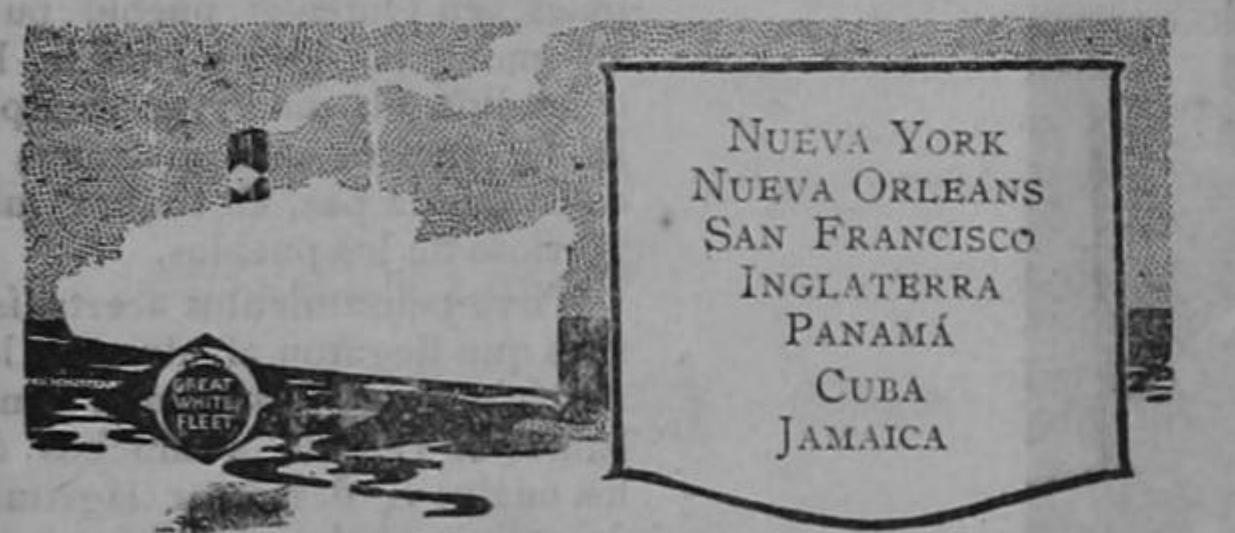 GREAT
WHITE
FLEET
NUEVA YORK
NUEVA ORLEANS
SAN FRANCISCO
INGLATERRA
PANAMÁ
CUBA
JAMAICA